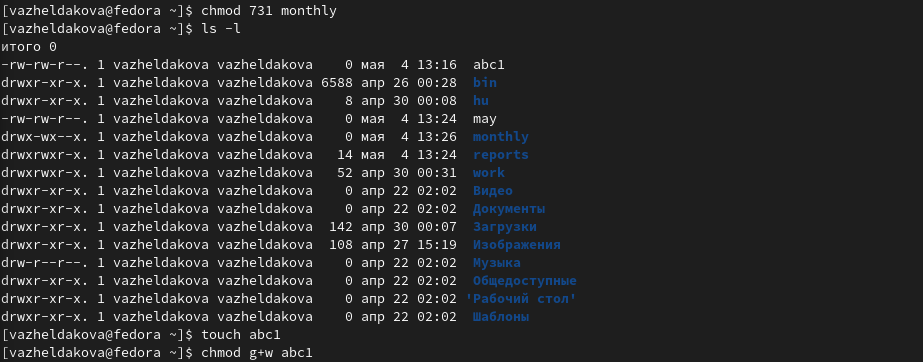 [vazheldakova@fedora ~]$ chmod 731 monthly
[vazheldakova@fedora ~]$ ls -l
итого 0
-rw-rw-r--. 1 vazheldakova vazheldakova    0 мая  4 13:16  abc1
drwxr-xr-x. 1 vazheldakova vazheldakova 6588 апр 26 00:28  bin
drwxr-xr-x. 1 vazheldakova vazheldakova    8 апр 30 00:08  hu
-rw-rw-r--. 1 vazheldakova vazheldakova    0 мая  4 13:24  may
drwx-wx--x. 1 vazheldakova vazheldakova    0 мая  4 13:26  monthly
drwxrwxr-x. 1 vazheldakova vazheldakova   14 мая  4 13:24  reports
drwxrwxr-x. 1 vazheldakova vazheldakova   52 апр 30 00:31  work
drwxr-xr-x. 1 vazheldakova vazheldakova    0 апр 22 02:02  Видео
drwxr-xr-x. 1 vazheldakova vazheldakova    0 апр 22 02:02  Документы
drwxr-xr-x. 1 vazheldakova vazheldakova  142 апр 30 00:07  Загрузки
drwxr-xr-x. 1 vazheldakova vazheldakova  108 апр 27 15:19  Изображения
drw-r--r--. 1 vazheldakova vazheldakova    0 апр 22 02:02  Музыка
drwxr-xr-x. 1 vazheldakova vazheldakova    0 апр 22 02:02  Общедоступные
drwxr-xr-x. 1 vazheldakova vazheldakova    0 апр 22 02:02 'Рабочий стол'
drwxr-xr-x. 1 vazheldakova vazheldakova    0 апр 22 02:02  Шаблоны
[vazheldakova@fedora ~]$ touch abc1
[vazheldakova@fedora ~]$ chmod g+w abc1